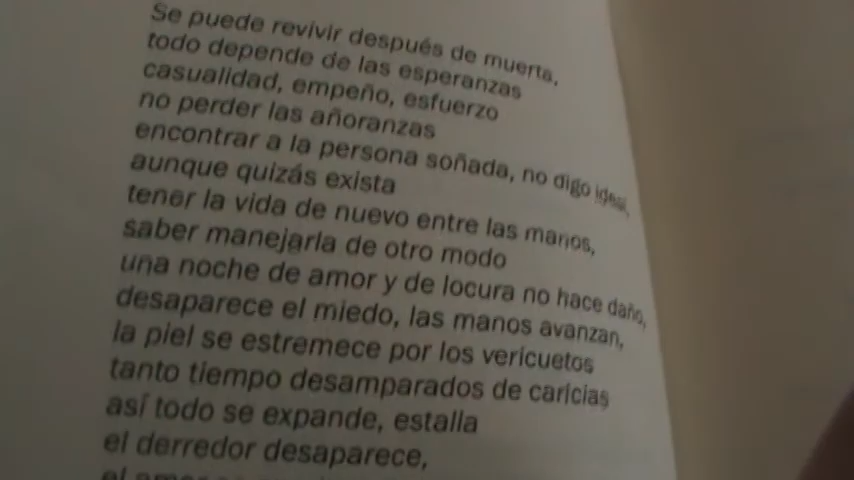 Se puede revivir después de muerta,
todo depende de las esperanzas
casualidad, empeño, esfuerzo
no perder las añoranzas
encontrar a la persona soñada, no digo ideal,
aunque quizás exista
tener la vida de nuevo entre las manos,
saber manejarla de otro modo
una noche de amor y de locura no hace daño,
desaparece el miedo, las manos avanzan,
la piel se estremece por los vericuetos
tanto tiempo desamparados de caricias
así todo se expande, estalla
el derredor desaparece,
el amor